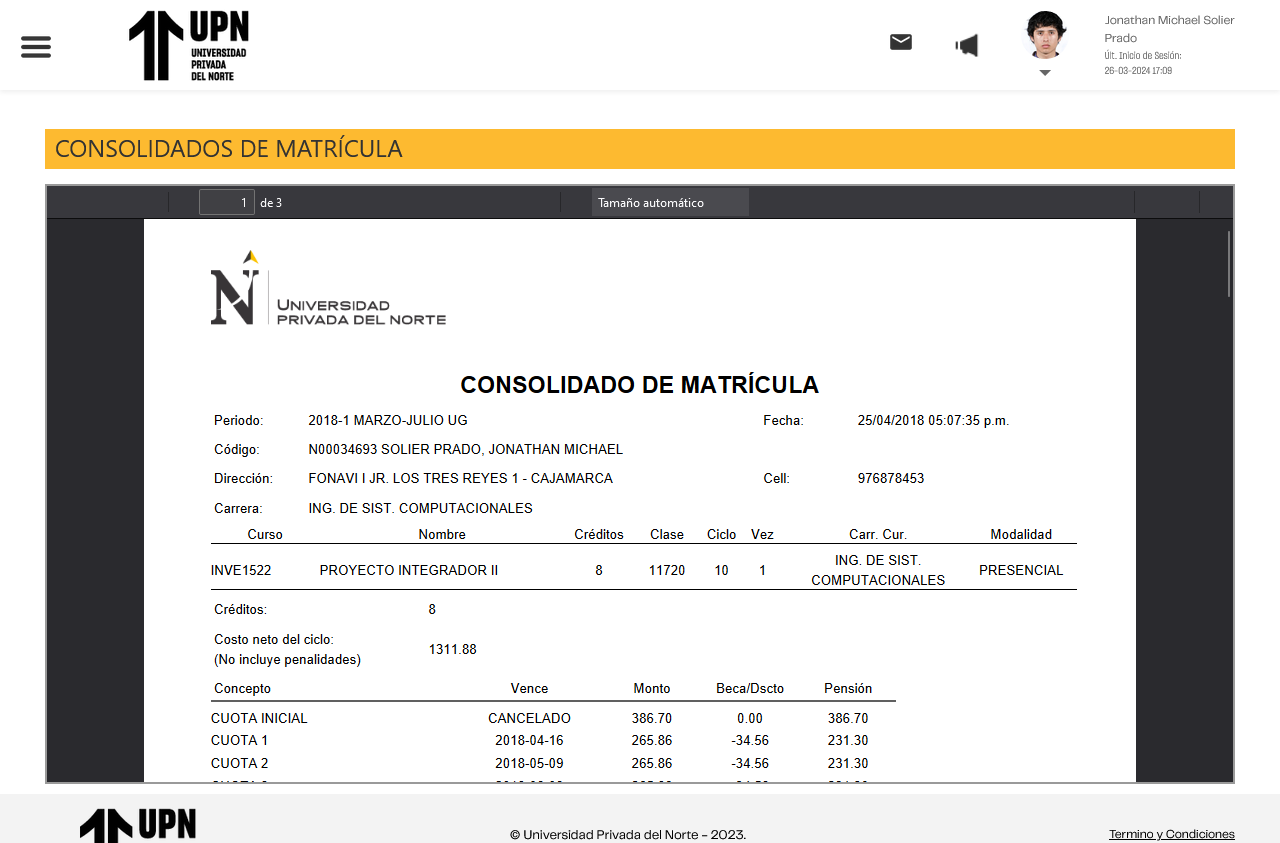 UPN
UNIVERSIDAD
PRIVADA
DEL NORTE
Jonathan Michael Solier
Prado
Últ. Inicio de Sesión:
26-03-2024 17:09
CONSOLIDADOS DE MATRÍCULA
1 de 3 Tamaño automático
N UNIVERSIDAD
PRIVADA DEL NORTE
CONSOLIDADO DE MATRÍCULA
Periodo: 2018-1 MARZO-JULIO UG Fecha: 25/04/2018 05:07:35 p.m.
Código: N00034693 SOLIER PRADO, JONATHAN MICHAEL
Dirección: FONAVI I JR. LOS TRES REYES 1 - CAJAMARCA Cell: 976878453
Carrera: ING. DE SIST. COMPUTACIONALES
Curso Nombre Créditos Clase Ciclo Vez Carr. Cur. Modalidad
INVE1522 PROYECTO INTEGRADOR II 8 11720 10 1 ING. DE SIST. COMPUTACIONALES PRESENCIAL
Créditos: 8
Costo neto del ciclo:
(No incluye penalidades) 1311.88
Concepto Vence Monto Beca/Dscto Pensión
CUOTA INICIAL CANCELADO 386.70 0.00 386.70
CUOTA 1 2018-04-16 265.86 -34.56 231.30
CUOTA 2 2018-05-09 265.86 -34.56 231.30
UPN
© Universidad Privada del Norte - 2023.
Termino y Condiciones